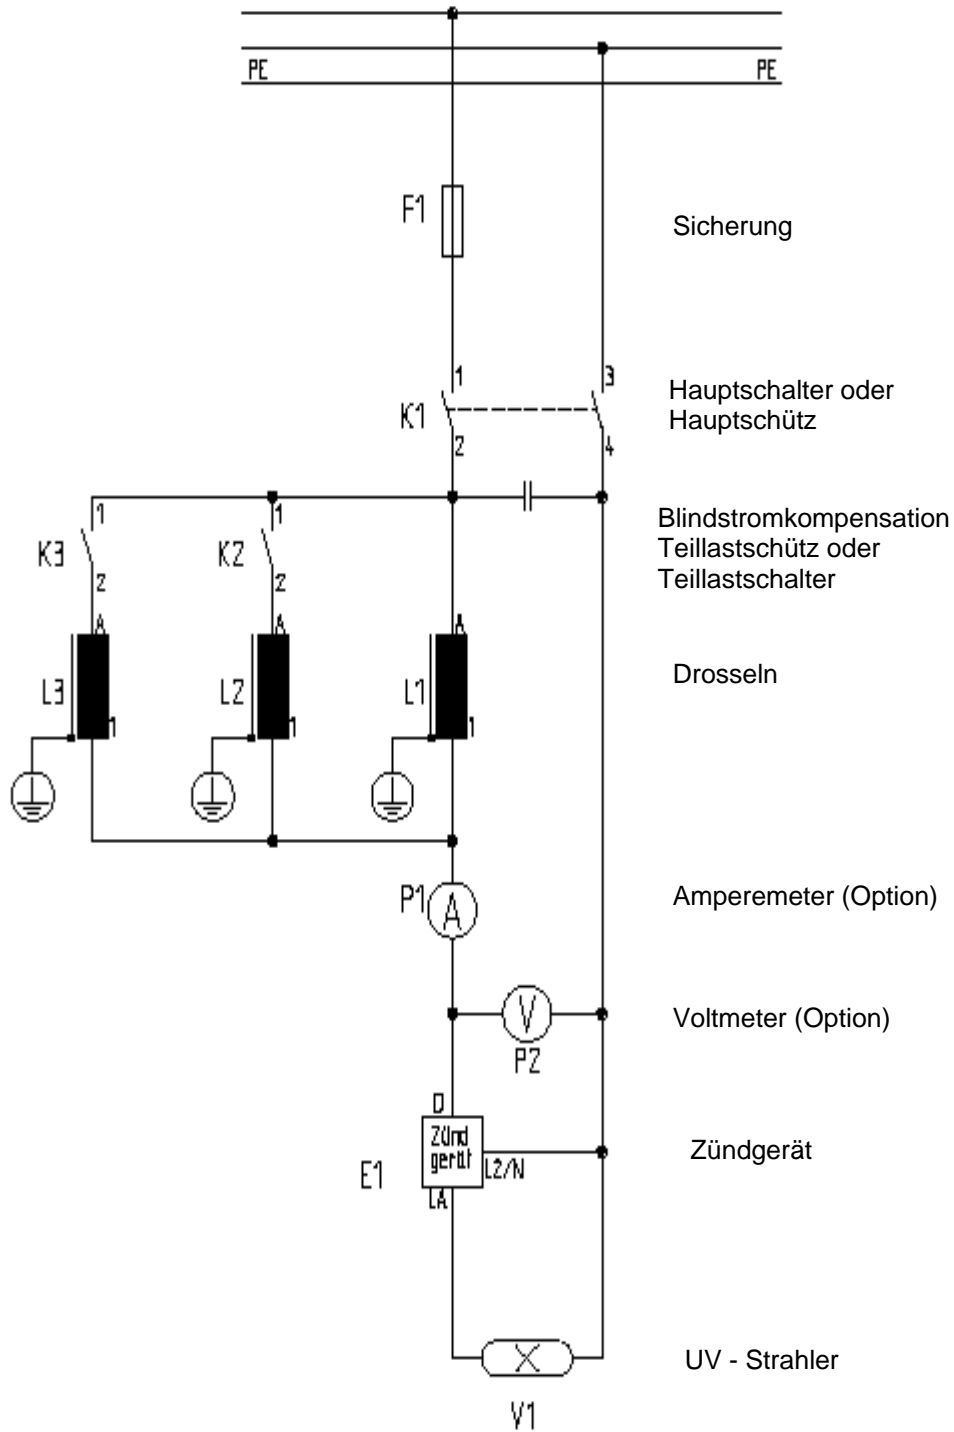 PE PE
F1
Sicherung
1 3
K1
Hauptschalter oder
Hauptschütz
2 4
1 1
K3 K2
2 2
Blindstromkompensation
Teillastschütz oder
Teillastschalter
A A A
L3 L2 L1
1 1 1
Drosseln
P1 A
Amperemeter (Option)
V
P2
Voltmeter (Option)
D
Zünd
gerät
L2/N
E1
LA
Zündgerät
UV - Strahler
V1